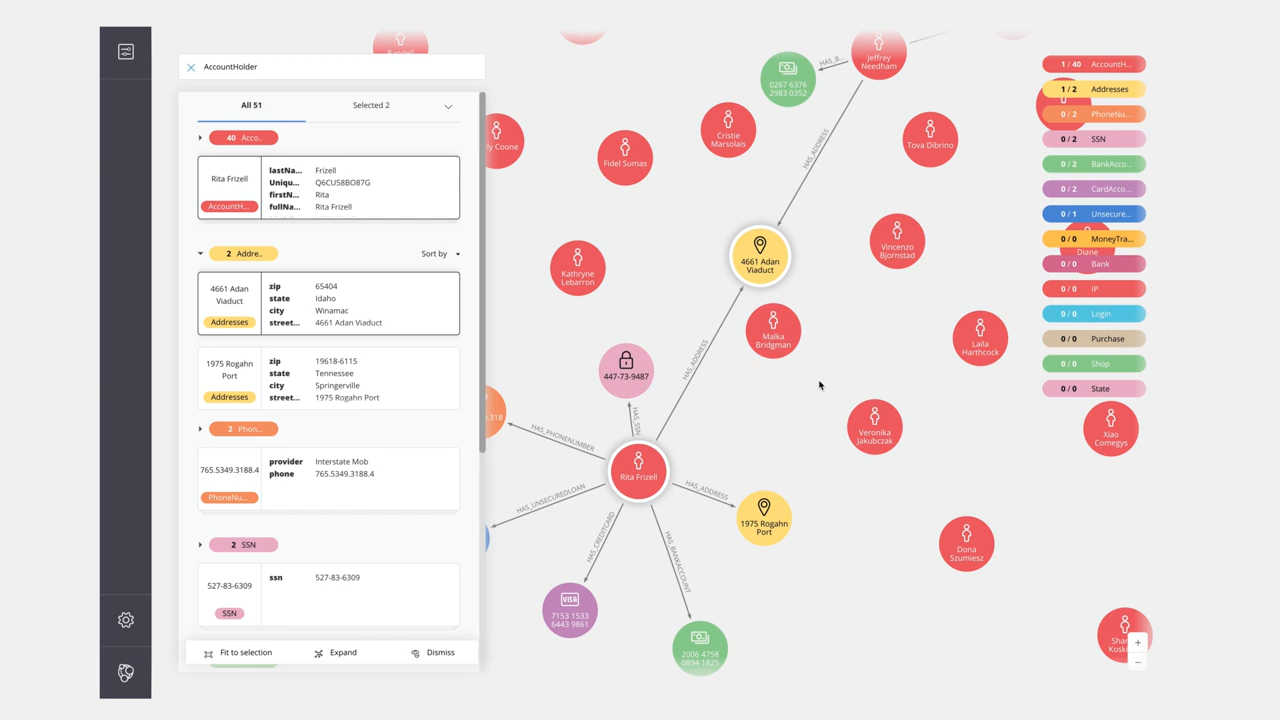 AccountHolder
All 51
Selected 2
40 Acco..
Rita Frizell
AccountH...
lastNa... Frizell
Uniqu... Q6CU58BO87G
firstN... Rita
fullNa... Rita Frizell
2 Addre..
Sort by
4661 Adan
Viaduct
Addresses
zip 65404
state Idaho
city Winamac
street... 4661 Adan Viaduct
1975 Rogahn
Port
Addresses
zip 19618-6115
state Tennessee
city Springerville
street... 1975 Rogahn Port
2 Phon...
765.5349.3188.4
PhoneNu...
provider Interstate Mob
phone 765.5349.3188.4
2 SSN
527-83-6309
SSN
ssn 527-83-6309
Fit to selection
Expand
Dismiss
Jeffrey
Needham
HAS_B...
0267 6376
2983 0352
HAS_ADDRESS
Cristie
Marsolais
Tova Dibrino
ly Coone
Fidel Sumas
Vincenzo
Bjornstad
4661 Adan
Viaduct
Kathryne
Lebarron
Malka
Bridgman
Laila
Harthcock
HAS_ADDRESS
447-73-9487
HAS_SSN
.318
HAS_PHONENUMBER
Veronika
Jakubczak
Xiao
Comegys
Rita Frizell
HAS_UNSECUREDLOAN
HAS_ADDRESS
1975 Rogahn
Port
HAS_CREDITCARD
HAS_BANKACCOUNT
Dona
Szumiesz
VISA
7153 1533
6443 9861
2006 4758
0894 1825
Shar
Koski
1 / 40 AccountH...
1 / 2 Addresses
0 / 2 PhoneNu...
0 / 2 SSN
0 / 2 BankAcco...
0 / 2 CardAcco...
0 / 1 Unsecure...
0 / 0 MoneyTra...
Diane
0 / 0 Bank
0 / 0 IP
0 / 0 Login
0 / 0 Purchase
0 / 0 Shop
0 / 0 State
+
−